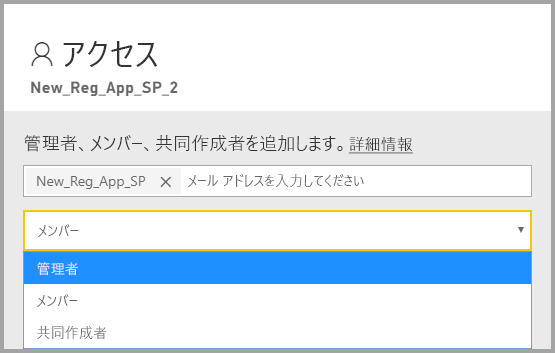 アクセス
New_Reg_App_SP_2
管理者、メンバー、共同作成者を追加します。詳細情報
New_Reg_App_SP × メール アドレスを入力してください
メンバー
管理者
メンバー
共同作成者